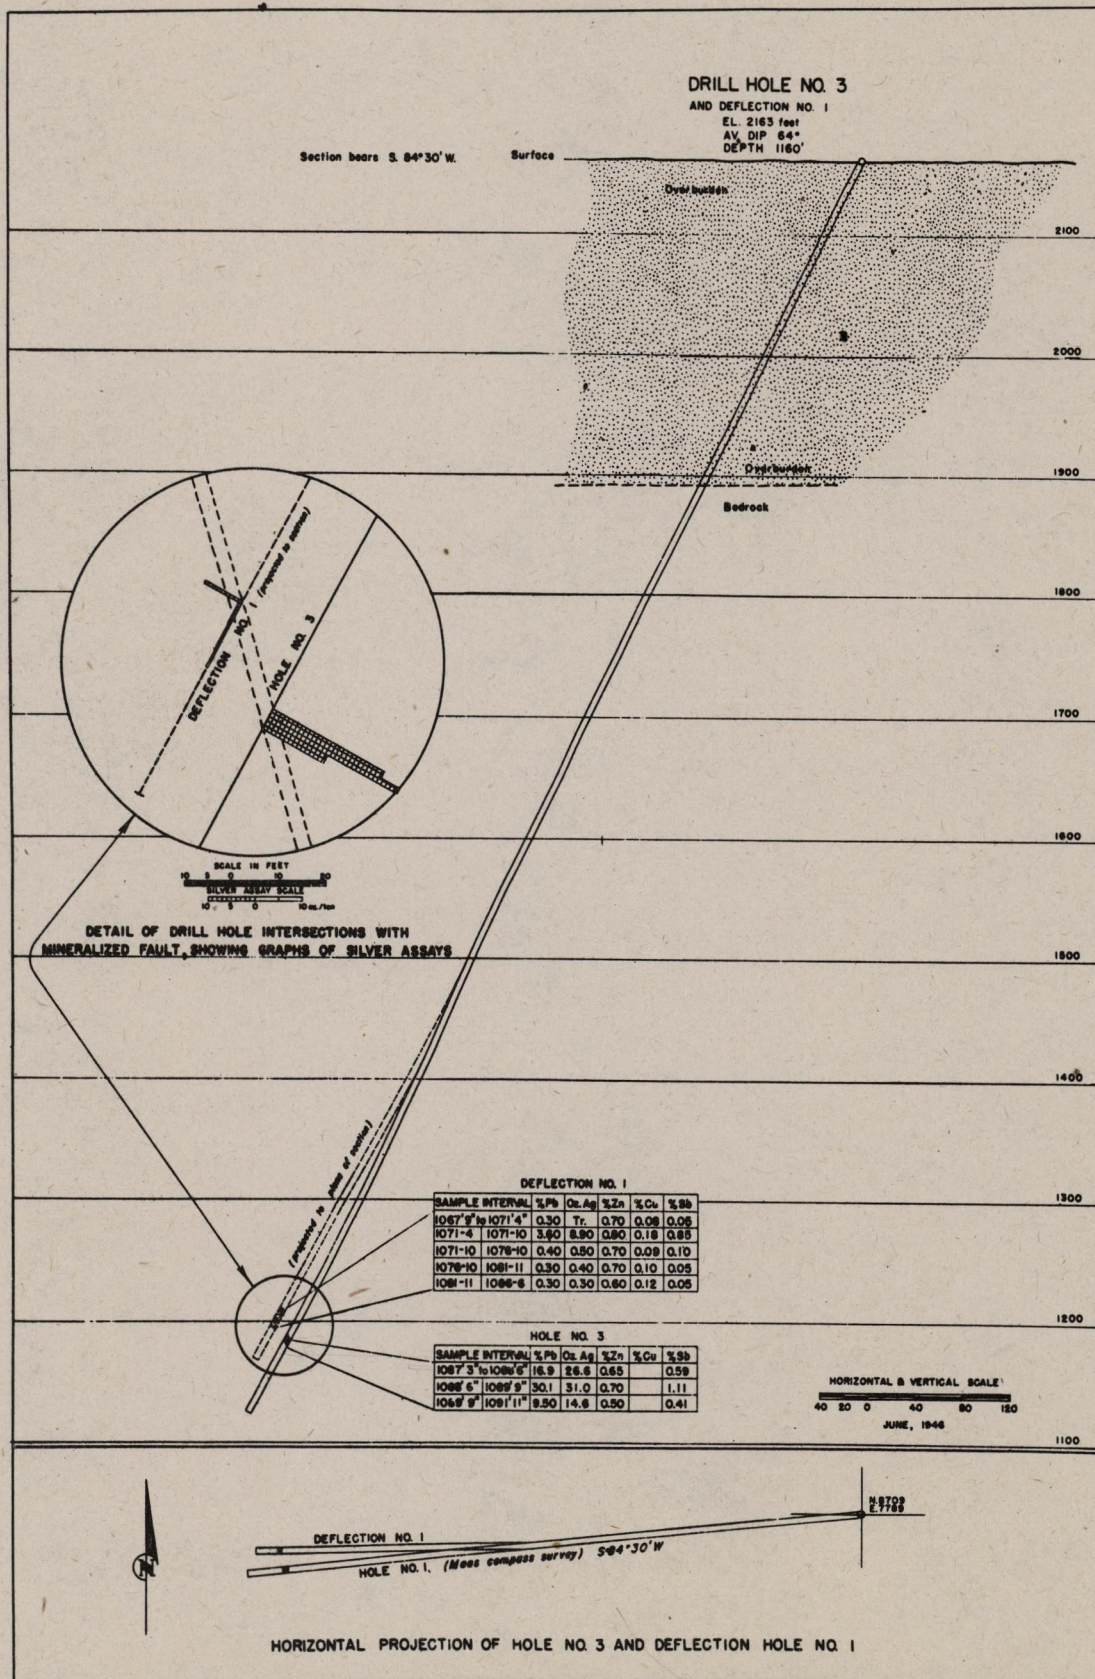 DRILL HOLE NO. 3
AND DEFLECTION NO. 1
EL. 2163 feet
AV. DIP 64°
DEPTH 1160'
Section bears S. 84°30' W.
Surface
Overburden
2100
2000
Overburden
1900
Bedrock
1800
1700
1600
1500
1400
1300
1200
1100
DEFLECTION NO. 1 (projected to section)
HOLE NO. 3
SCALE IN FEET
10 5 0 10 20
SILVER ASSAY SCALE
10 5 0 10 oz./ton
DETAIL OF DRILL HOLE INTERSECTIONS WITH
MINERALIZED FAULT, SHOWING GRAPHS OF SILVER ASSAYS
(projected to plane of section)
DEFLECTION NO. 1
SAMPLE INTERVAL %Pb Oz. Ag %Zn %Cu %Sb
1067'9" to 1071'4" 0.30 Tr. 0.70 0.06 0.05
1071-4 1071-10 3.60 8.90 0.80 0.18 0.85
1071-10 1076-10 0.40 0.50 0.70 0.09 0.10
1076-10 1081-11 0.30 0.40 0.70 0.10 0.05
1081-11 1086-6 0.30 0.30 0.60 0.12 0.05
HOLE NO. 3
SAMPLE INTERVAL %Pb Oz. Ag %Zn %Cu %Sb
1087'3" to 1088'6" 16.9 26.6 0.65 0.59
1088'6" 1089'9" 30.1 31.0 0.70 1.11
1089'9" 1091'11" 9.50 14.6 0.50 0.41
HORIZONTAL & VERTICAL SCALE
40 20 0 40 80 120
JUNE, 1946
N. 8709
E. 7789
DEFLECTION NO. 1
HOLE NO. 1. (Maas compass survey) S 84°30' W
N
HORIZONTAL PROJECTION OF HOLE NO. 3 AND DEFLECTION HOLE NO. 1